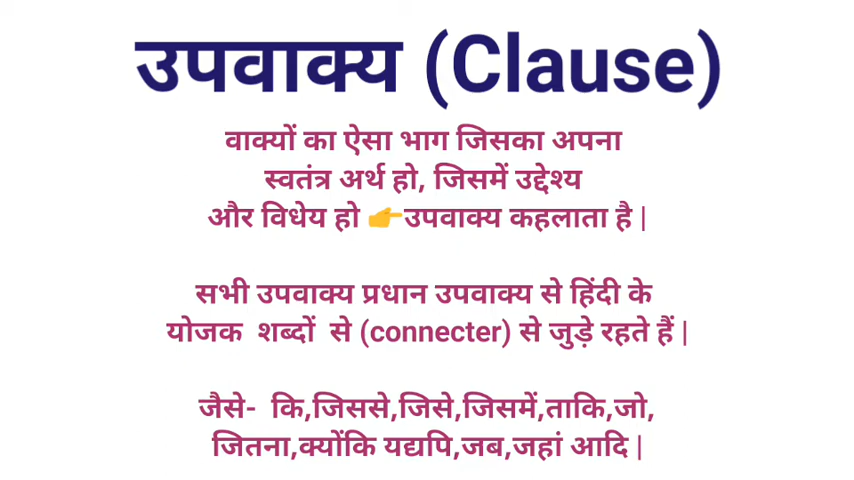 उपवाक्य (Clause)
वाक्यों का ऐसा भाग जिसका अपना
स्वतंत्र अर्थ हो, जिसमें उद्देश्य
और विधेय हो 👉उपवाक्य कहलाता है |
सभी उपवाक्य प्रधान उपवाक्य से हिंदी के
योजक शब्दों से (connecter) से जुड़े रहते हैं |
जैसे- कि,जिससे,जिसे,जिसमें,ताकि,जो,
जितना,क्योंकि यद्यपि,जब,जहां आदि |